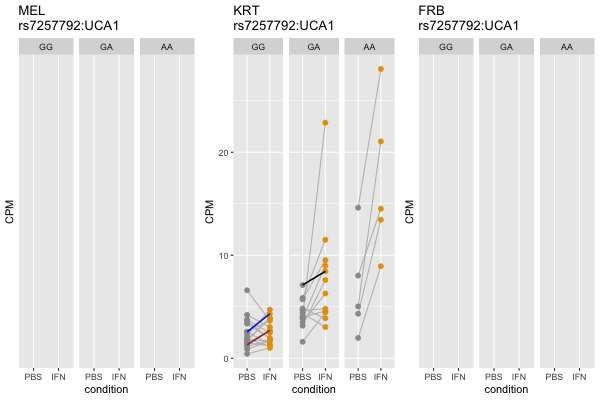 MEL
rs7257792:UCA1
GG GA AA
CPM
PBS IFN PBS IFN PBS IFN
condition
KRT
rs7257792:UCA1
GG GA AA
CPM
20
10
0
PBS IFN PBS IFN PBS IFN
condition
FRB
rs7257792:UCA1
GG GA AA
CPM
PBS IFN PBS IFN PBS IFN
condition